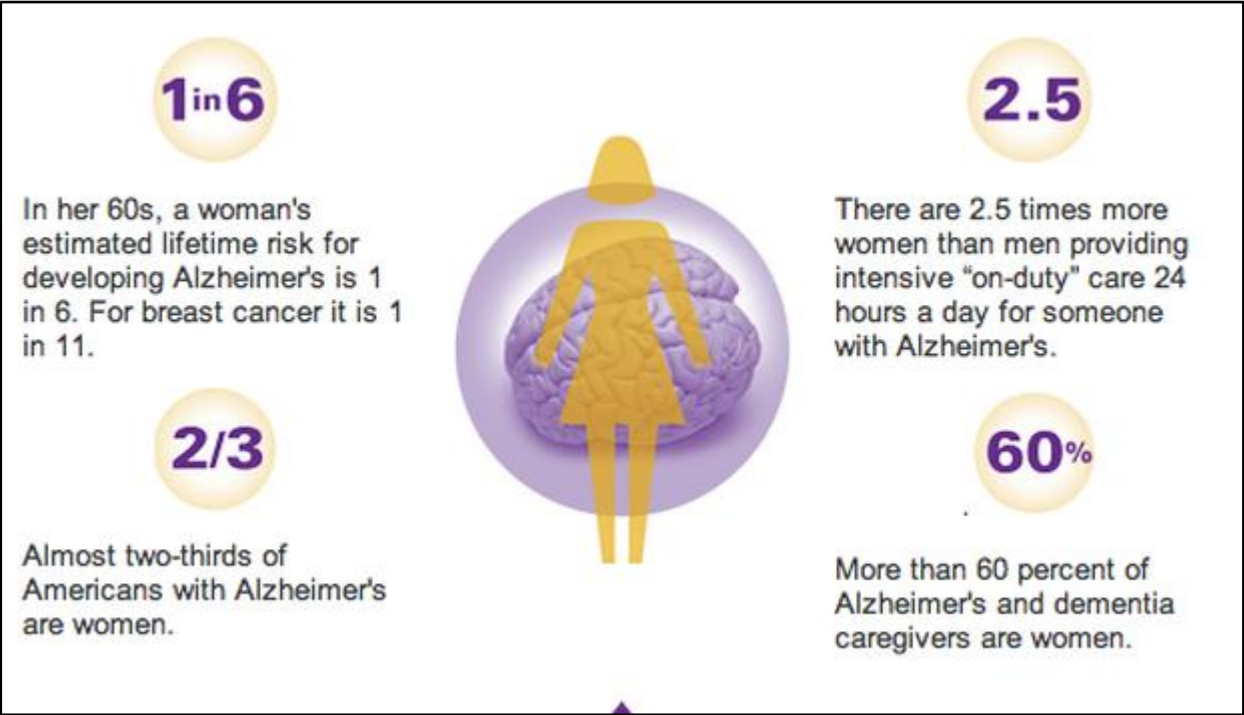 1 in 6
In her 60s, a woman's
estimated lifetime risk for
developing Alzheimer's is 1
in 6. For breast cancer it is 1
in 11.
2/3
Almost two-thirds of
Americans with Alzheimer's
are women.
2.5
There are 2.5 times more
women than men providing
intensive “on-duty” care 24
hours a day for someone
with Alzheimer's.
60%
More than 60 percent of
Alzheimer's and dementia
caregivers are women.